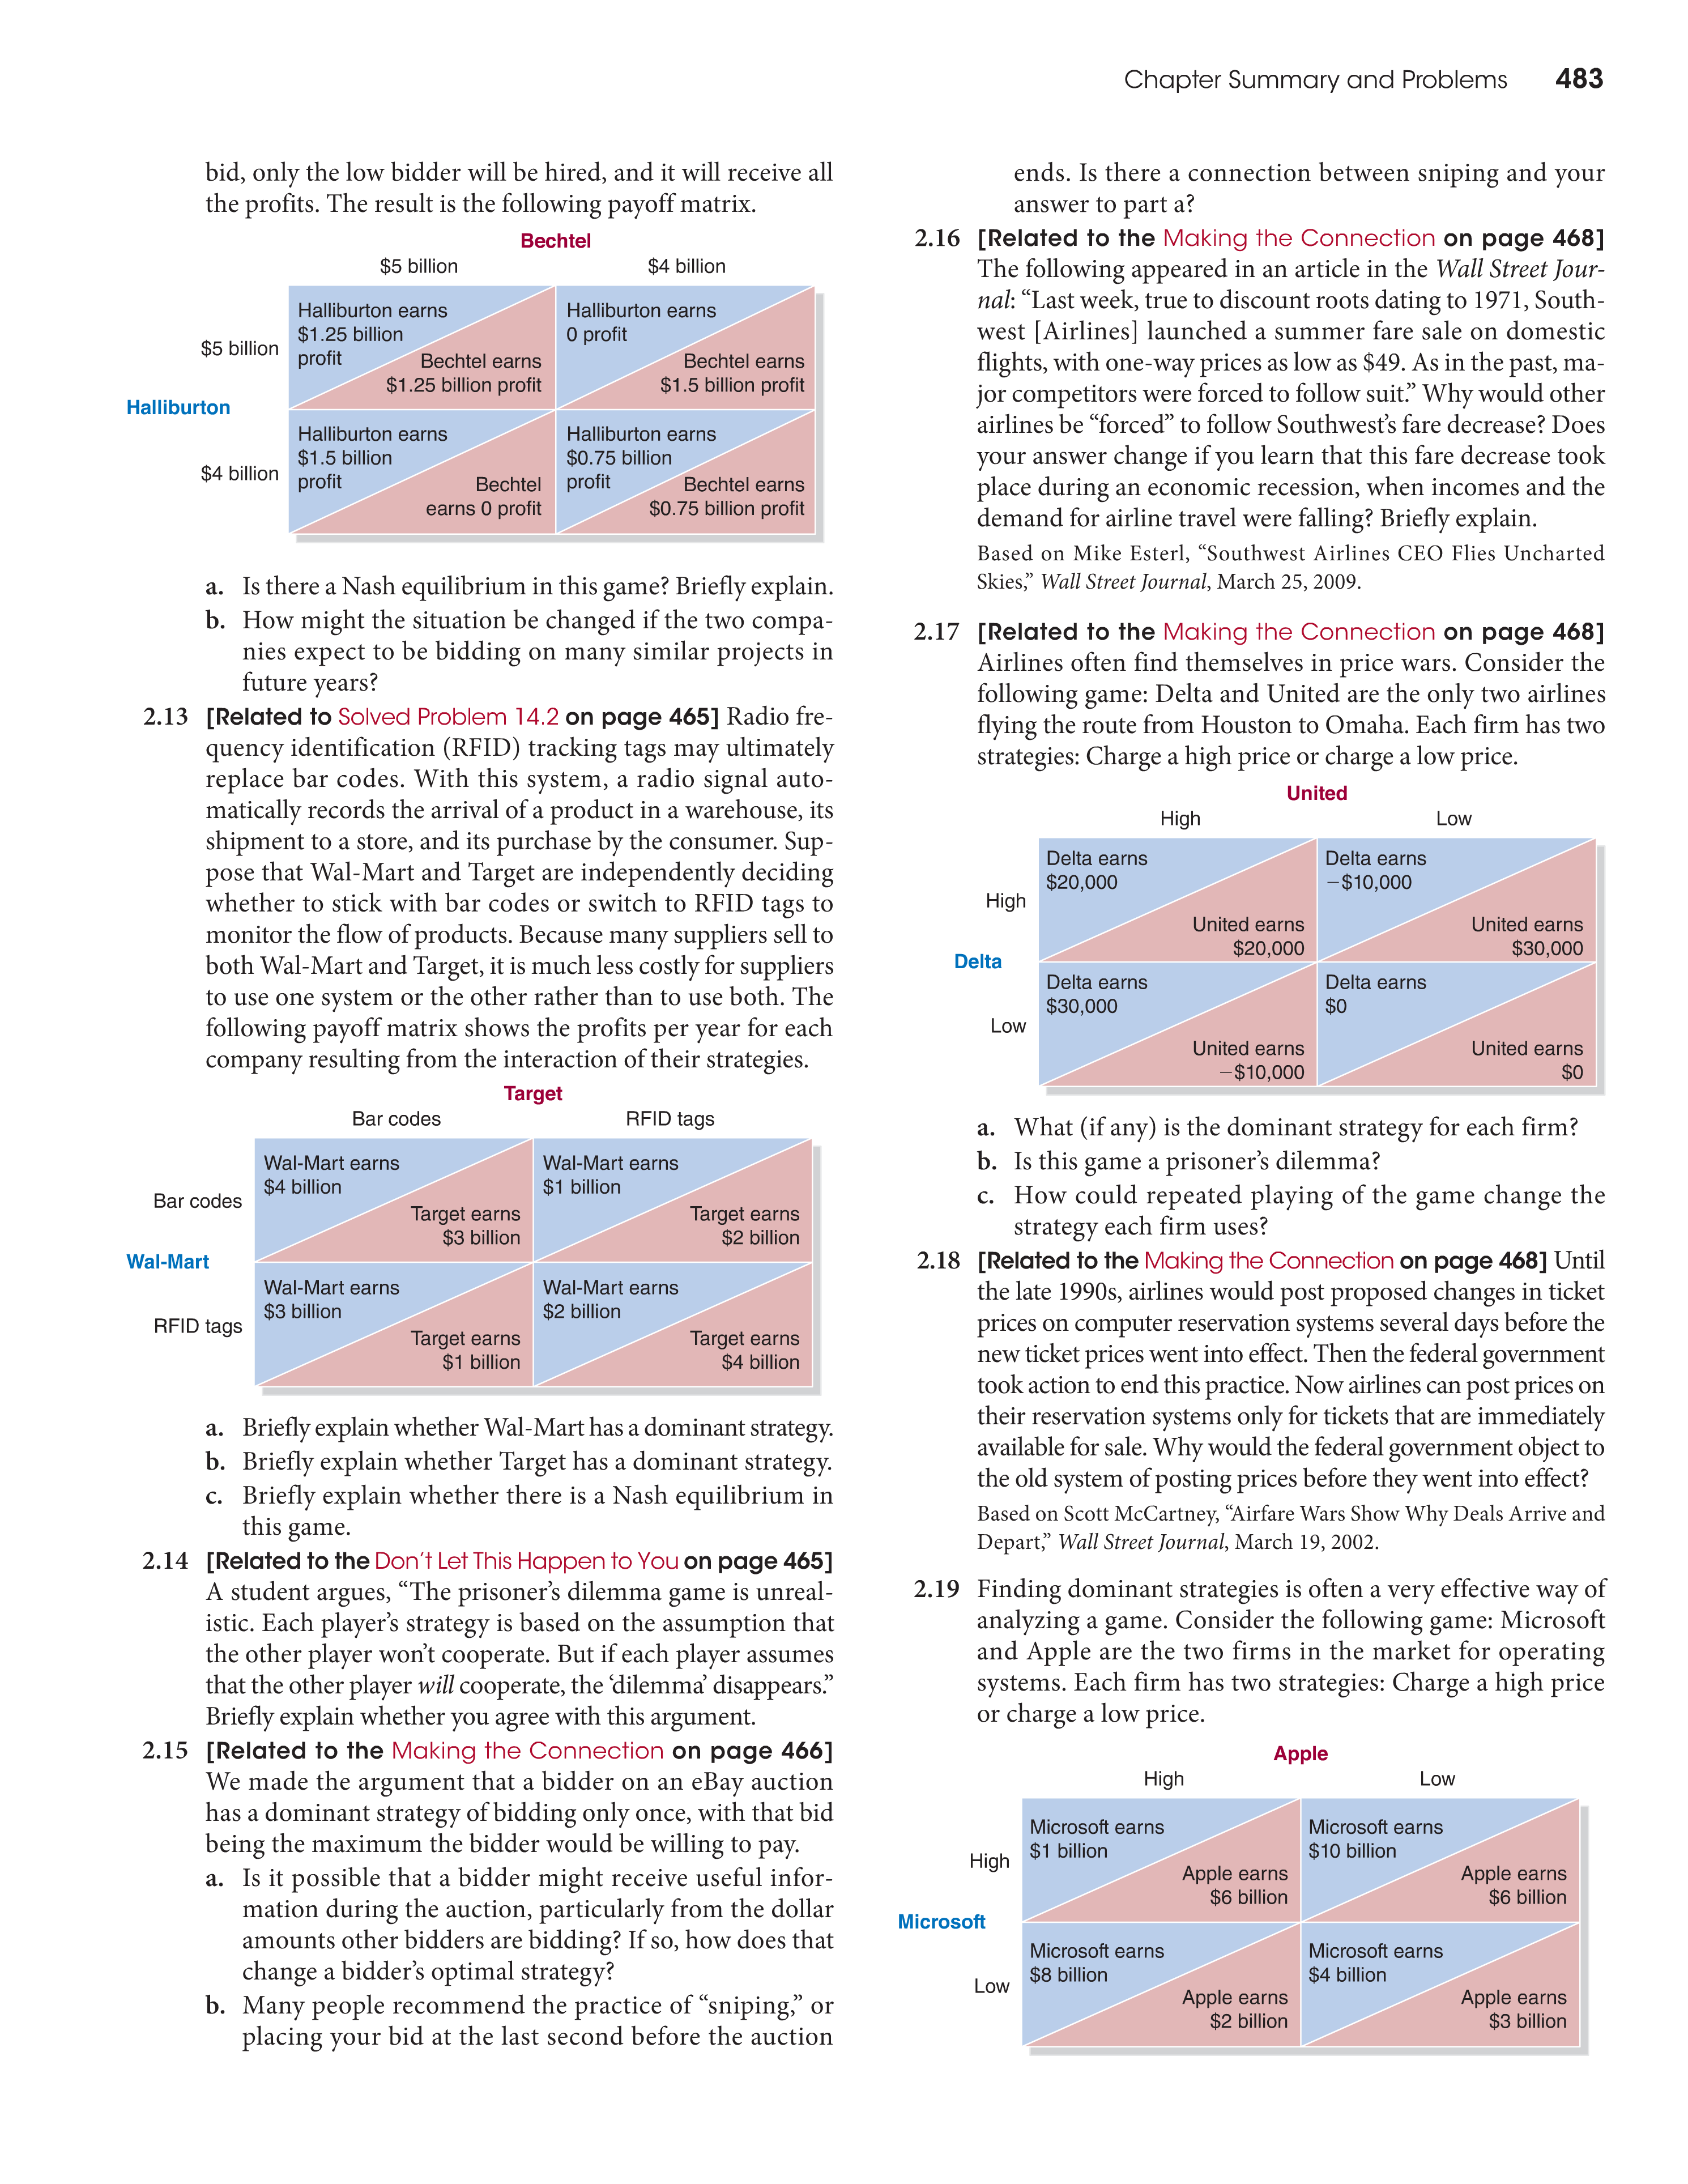 Chapter Summary and Problems 483
bid, only the low bidder will be hired, and it will receive all
the profits. The result is the following payoff matrix.
Bechtel
$5 billion $4 billion
Halliburton earns
$1.25 billion
profit
Bechtel earns
$1.25 billion profit
Halliburton earns
0 profit
Bechtel earns
$1.5 billion profit
$5 billion
Halliburton
Halliburton earns
$1.5 billion
profit
Bechtel
earns 0 profit
Halliburton earns
$0.75 billion
profit
Bechtel earns
$0.75 billion profit
$4 billion
a. Is there a Nash equilibrium in this game? Briefly explain.
b. How might the situation be changed if the two compa-
nies expect to be bidding on many similar projects in
future years?
2.13 [Related to Solved Problem 14.2 on page 465] Radio fre-
quency identification (RFID) tracking tags may ultimately
replace bar codes. With this system, a radio signal auto-
matically records the arrival of a product in a warehouse, its
shipment to a store, and its purchase by the consumer. Sup-
pose that Wal-Mart and Target are independently deciding
whether to stick with bar codes or switch to RFID tags to
monitor the flow of products. Because many suppliers sell to
both Wal-Mart and Target, it is much less costly for suppliers
to use one system or the other rather than to use both. The
following payoff matrix shows the profits per year for each
company resulting from the interaction of their strategies.
Target
Bar codes RFID tags
Wal-Mart earns
$4 billion
Target earns
$3 billion
Wal-Mart earns
$1 billion
Target earns
$2 billion
Bar codes
Wal-Mart
Wal-Mart earns
$3 billion
Target earns
$1 billion
Wal-Mart earns
$2 billion
Target earns
$4 billion
RFID tags
a. Briefly explain whether Wal-Mart has a dominant strategy.
b. Briefly explain whether Target has a dominant strategy.
c. Briefly explain whether there is a Nash equilibrium in
this game.
2.14 [Related to the Don't Let This Happen to You on page 465]
A student argues, “The prisoner’s dilemma game is unreal-
istic. Each player’s strategy is based on the assumption that
the other player won’t cooperate. But if each player assumes
that the other player will cooperate, the ‘dilemma’ disappears.”
Briefly explain whether you agree with this argument.
2.15 [Related to the Making the Connection on page 466]
We made the argument that a bidder on an eBay auction
has a dominant strategy of bidding only once, with that bid
being the maximum the bidder would be willing to pay.
a. Is it possible that a bidder might receive useful infor-
mation during the auction, particularly from the dollar
amounts other bidders are bidding? If so, how does that
change a bidder’s optimal strategy?
b. Many people recommend the practice of “sniping,” or
placing your bid at the last second before the auction
ends. Is there a connection between sniping and your
answer to part a?
2.16 [Related to the Making the Connection on page 468]
The following appeared in an article in the Wall Street Jour-
nal: “Last week, true to discount roots dating to 1971, South-
west [Airlines] launched a summer fare sale on domestic
flights, with one-way prices as low as $49. As in the past, ma-
jor competitors were forced to follow suit.” Why would other
airlines be “forced” to follow Southwest’s fare decrease? Does
your answer change if you learn that this fare decrease took
place during an economic recession, when incomes and the
demand for airline travel were falling? Briefly explain.
Based on Mike Esterl, “Southwest Airlines CEO Flies Uncharted
Skies,” Wall Street Journal, March 25, 2009.
2.17 [Related to the Making the Connection on page 468]
Airlines often find themselves in price wars. Consider the
following game: Delta and United are the only two airlines
flying the route from Houston to Omaha. Each firm has two
strategies: Charge a high price or charge a low price.
United
High Low
Delta earns
$20,000
United earns
$20,000
Delta earns
−$10,000
United earns
$30,000
High
Delta
Delta earns
$30,000
United earns
−$10,000
Delta earns
$0
United earns
$0
Low
a. What (if any) is the dominant strategy for each firm?
b. Is this game a prisoner’s dilemma?
c. How could repeated playing of the game change the
strategy each firm uses?
2.18 [Related to the Making the Connection on page 468] Until
the late 1990s, airlines would post proposed changes in ticket
prices on computer reservation systems several days before the
new ticket prices went into effect. Then the federal government
took action to end this practice. Now airlines can post prices on
their reservation systems only for tickets that are immediately
available for sale. Why would the federal government object to
the old system of posting prices before they went into effect?
Based on Scott McCartney, “Airfare Wars Show Why Deals Arrive and
Depart,” Wall Street Journal, March 19, 2002.
2.19 Finding dominant strategies is often a very effective way of
analyzing a game. Consider the following game: Microsoft
and Apple are the two firms in the market for operating
systems. Each firm has two strategies: Charge a high price
or charge a low price.
Apple
High Low
Microsoft earns
$1 billion
Apple earns
$6 billion
Microsoft earns
$10 billion
Apple earns
$6 billion
High
Microsoft
Microsoft earns
$8 billion
Apple earns
$2 billion
Microsoft earns
$4 billion
Apple earns
$3 billion
Low